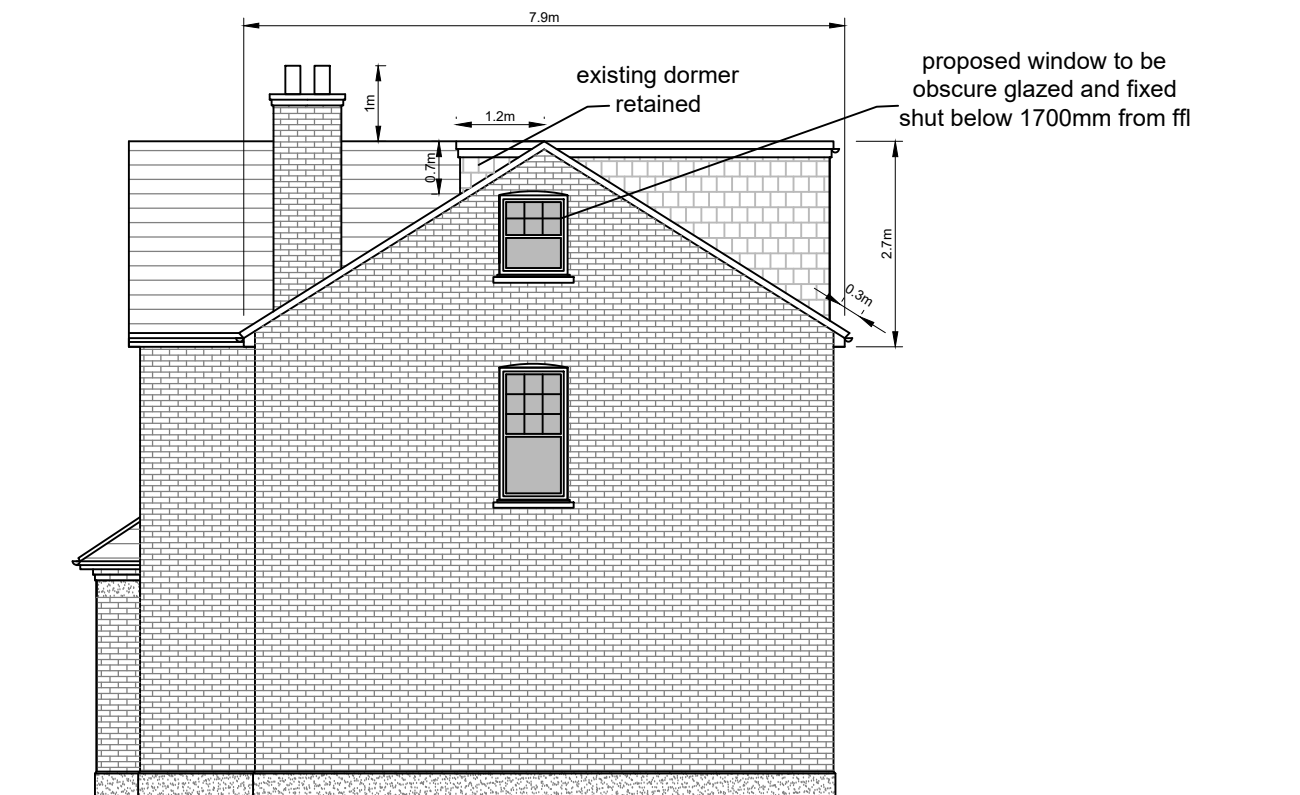 7.9m
existing dormer
retained
proposed window to be
obscure glazed and fixed
shut below 1700mm from ffl
1m
1.2m
0.7m
2.7m
0.3m